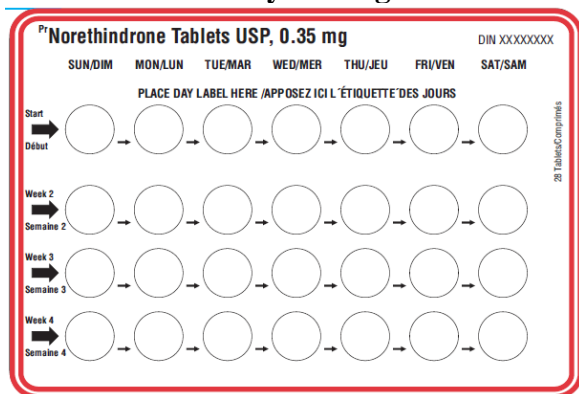 PrNorethindrone Tablets USP, 0.35 mg
DIN XXXXXXXX
SUN/DIM MON/LUN TUE/MAR WED/MER THU/JEU FRI/VEN SAT/SAM
PLACE DAY LABEL HERE /APPOSEZ ICI L´ÉTIQUETTE´DES JOURS
Start
Début
28 Tablets/Comprimés
Week 2
Semaine 2
Week 3
Semaine 3
Week 4
Semaine 4